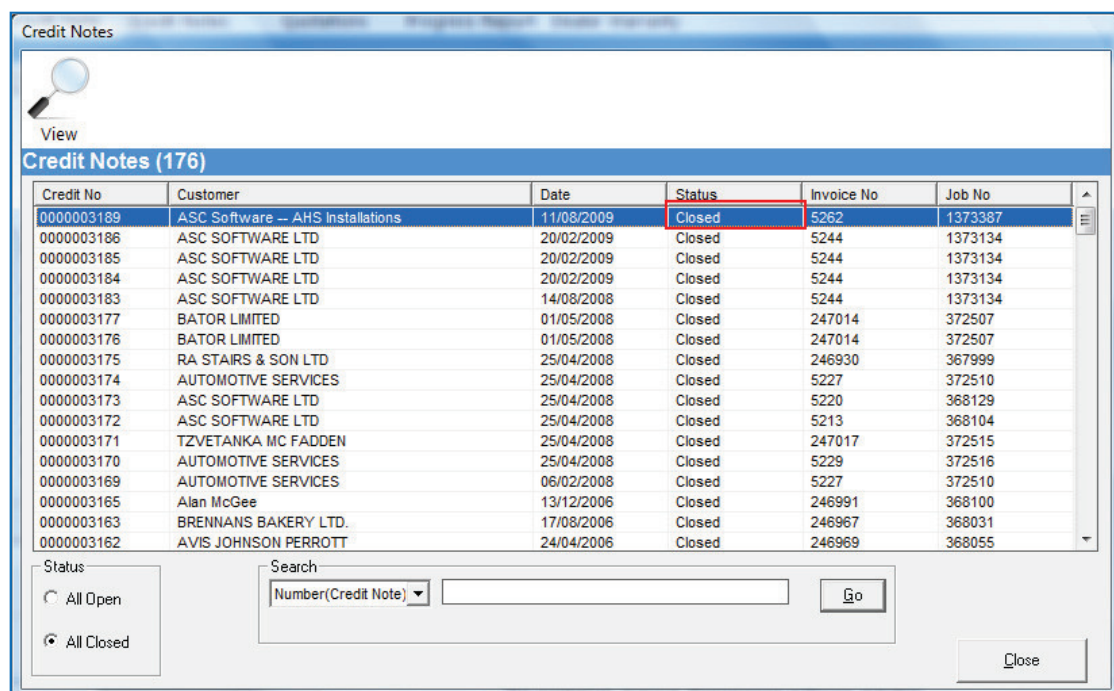 Credit Notes Quotations Progress Report Dealer Warranty
Credit Notes
View
Credit Notes (176)
Credit No Customer Date Status Invoice No Job No
0000003189 ASC Software -- AHS Installations 11/08/2009 Closed 5262 1373387
0000003186 ASC SOFTWARE LTD 20/02/2009 Closed 5244 1373134
0000003185 ASC SOFTWARE LTD 20/02/2009 Closed 5244 1373134
0000003184 ASC SOFTWARE LTD 20/02/2009 Closed 5244 1373134
0000003183 ASC SOFTWARE LTD 14/08/2008 Closed 5244 1373134
0000003177 BATOR LIMITED 01/05/2008 Closed 247014 372507
0000003176 BATOR LIMITED 01/05/2008 Closed 247014 372507
0000003175 RA STAIRS & SON LTD 25/04/2008 Closed 246930 367999
0000003174 AUTOMOTIVE SERVICES 25/04/2008 Closed 5227 372510
0000003173 ASC SOFTWARE LTD 25/04/2008 Closed 5220 368129
0000003172 ASC SOFTWARE LTD 25/04/2008 Closed 5213 368104
0000003171 TZVETANKA MC FADDEN 25/04/2008 Closed 247017 372515
0000003170 AUTOMOTIVE SERVICES 25/04/2008 Closed 5229 372516
0000003169 AUTOMOTIVE SERVICES 06/02/2008 Closed 5227 372510
0000003165 Alan McGee 13/12/2006 Closed 246991 368100
0000003163 BRENNANS BAKERY LTD. 17/08/2006 Closed 246967 368031
0000003162 AVIS JOHNSON PERROTT 24/04/2006 Closed 246969 368055
Status Search
All Open Number(Credit Note) Go
All Closed
Close